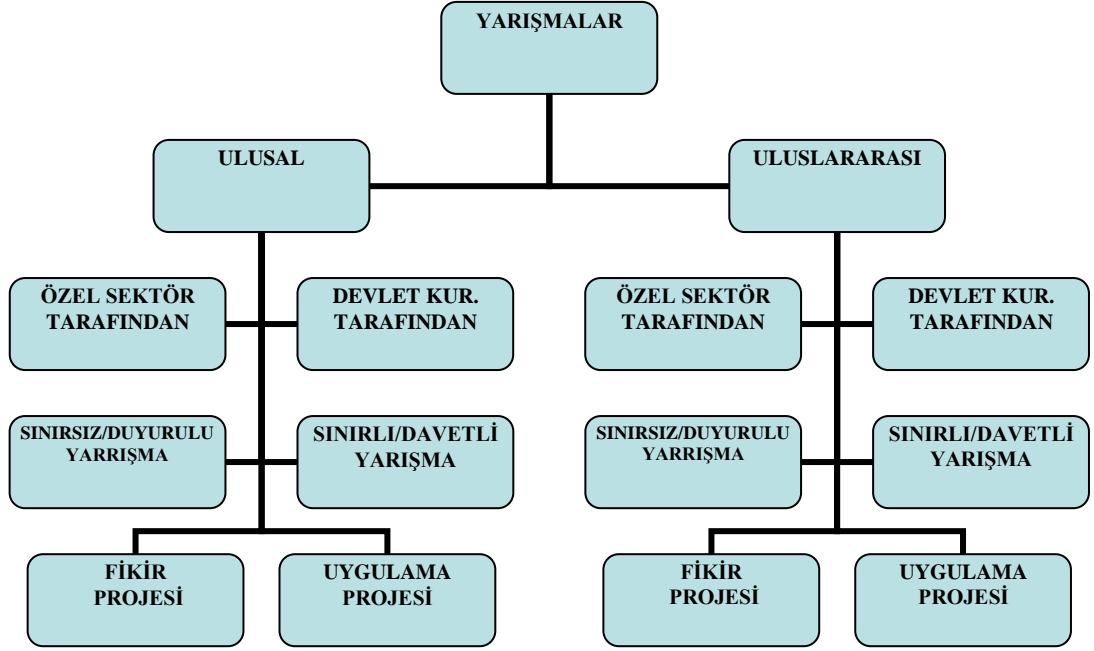 YARIŞMALAR
ULUSAL
ULUSLARARASI
ÖZEL SEKTÖR
TARAFINDAN
DEVLET KUR.
TARAFINDAN
ÖZEL SEKTÖR
TARAFINDAN
DEVLET KUR.
TARAFINDAN
SINIRSIZ/DUYURULU
YARRIŞMA
SINIRLI/DAVETLİ
YARIŞMA
SINIRSIZ/DUYURULU
YARRIŞMA
SINIRLI/DAVETLİ
YARIŞMA
FİKİR
PROJESİ
UYGULAMA
PROJESİ
FİKİR
PROJESİ
UYGULAMA
PROJESİ